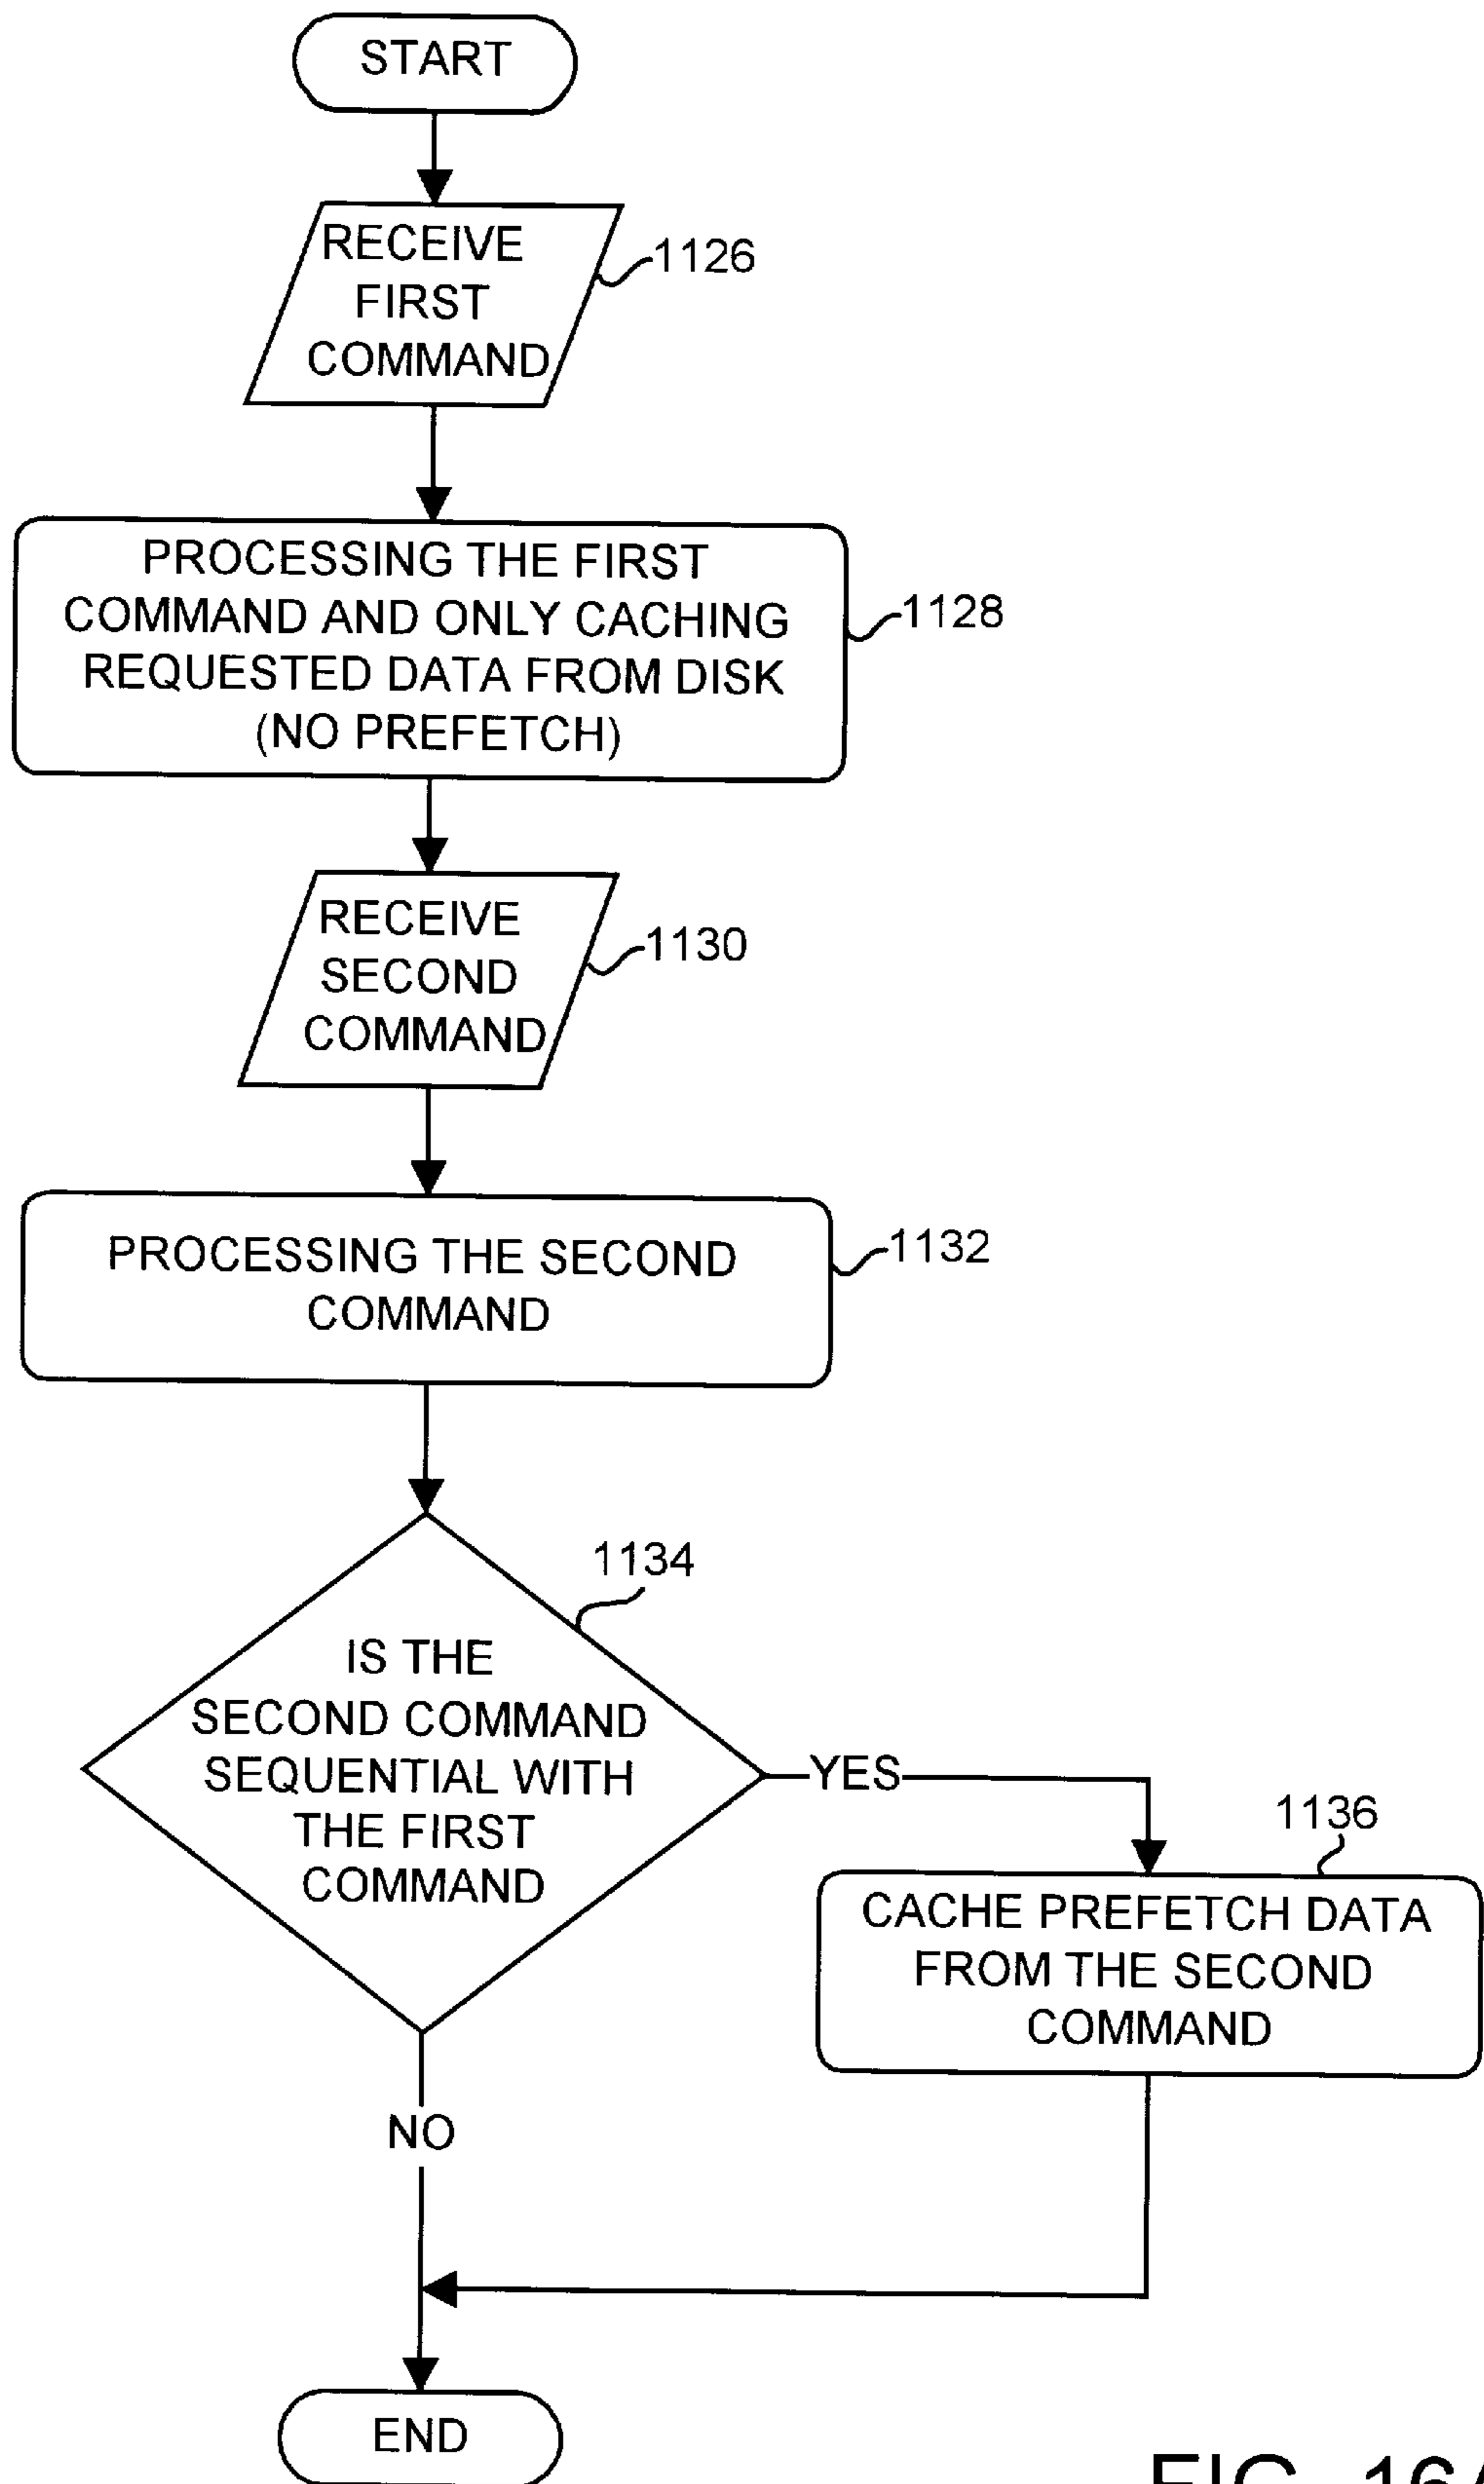 START
RECEIVE
FIRST
COMMAND
1126
PROCESSING THE FIRST
COMMAND AND ONLY CACHING
REQUESTED DATA FROM DISK
(NO PREFETCH)
1128
RECEIVE
SECOND
COMMAND
1130
PROCESSING THE SECOND
COMMAND
1132
1134
IS THE
SECOND COMMAND
SEQUENTIAL WITH
THE FIRST
COMMAND
YES
1136
CACHE PREFETCH DATA
FROM THE SECOND
COMMAND
NO
END
FIG.